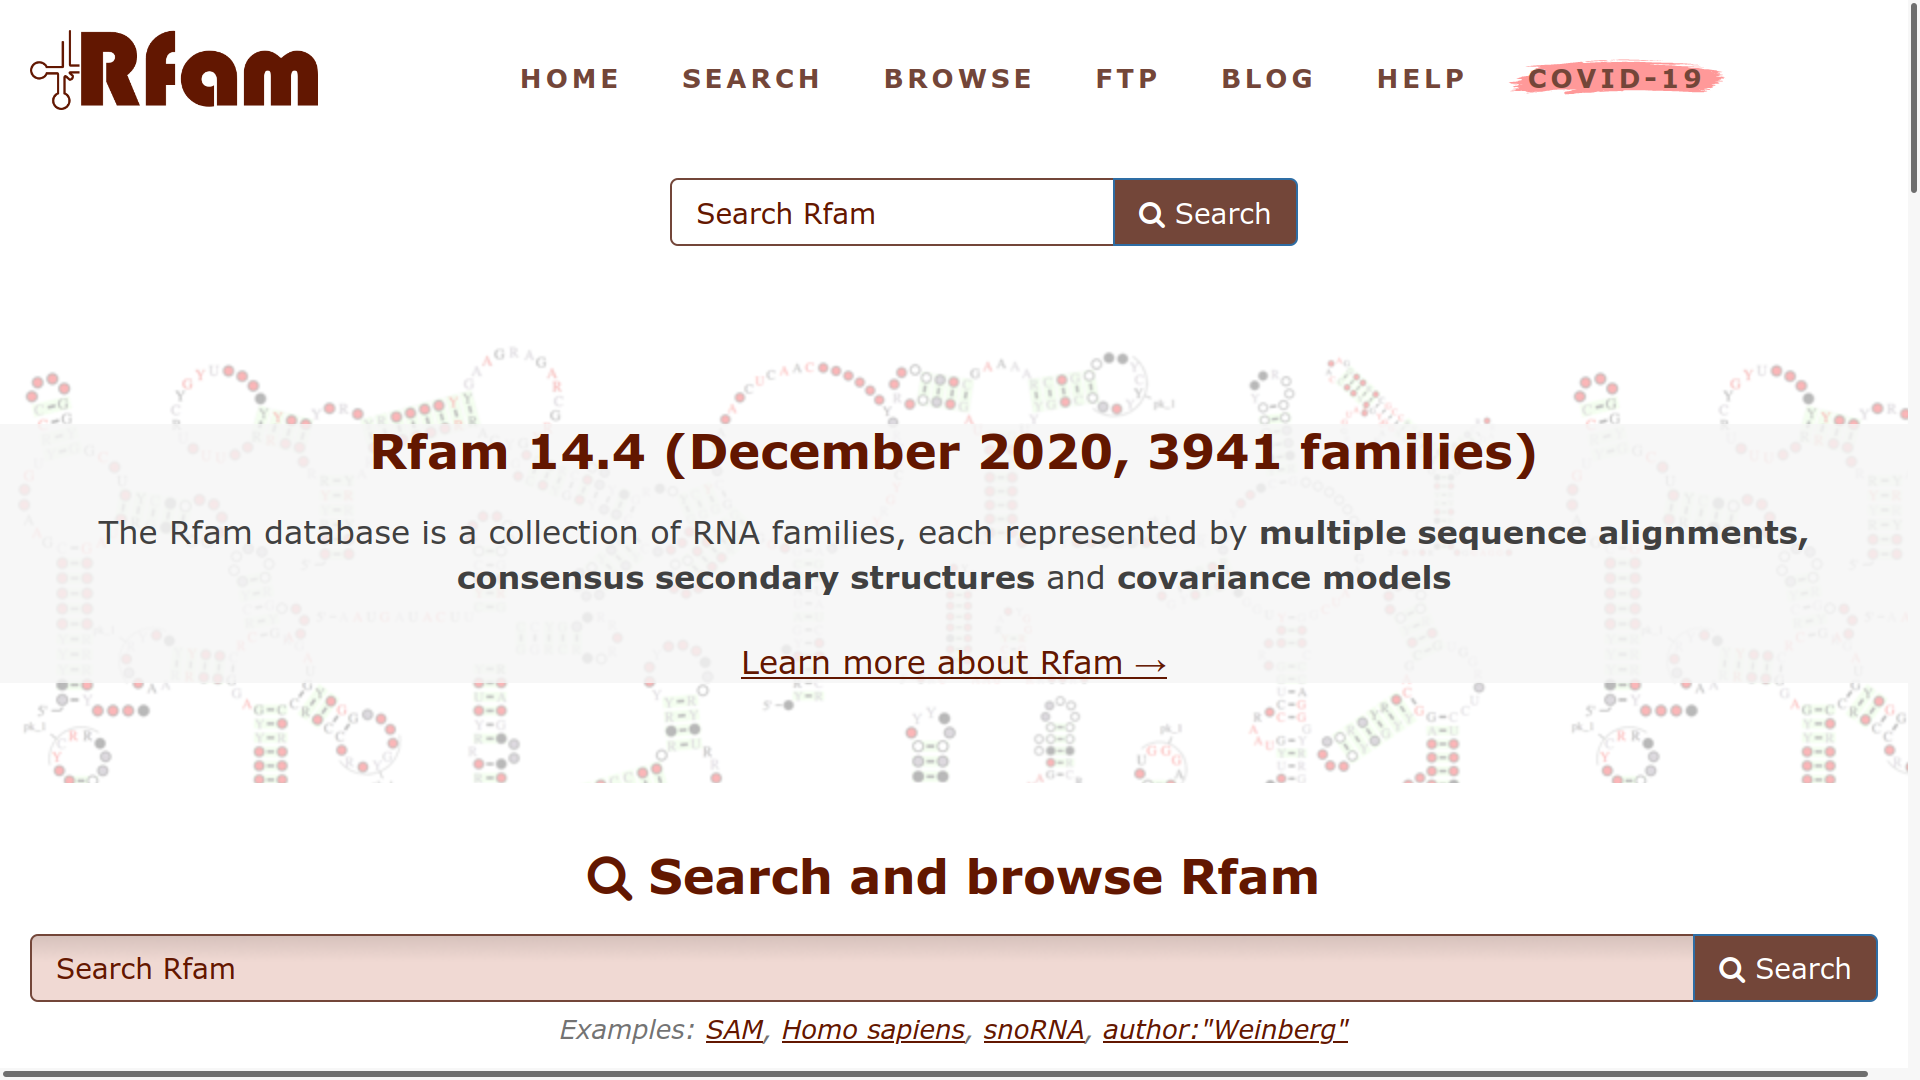 Rfam
HOME SEARCH BROWSE FTP BLOG HELP COVID-19
Search Rfam Search
Rfam 14.4 (December 2020, 3941 families)
The Rfam database is a collection of RNA families, each represented by multiple sequence alignments,
consensus secondary structures and covariance models
Learn more about Rfam →
Search and browse Rfam
Search Rfam Search
Examples: SAM, Homo sapiens, snoRNA, author:"Weinberg"